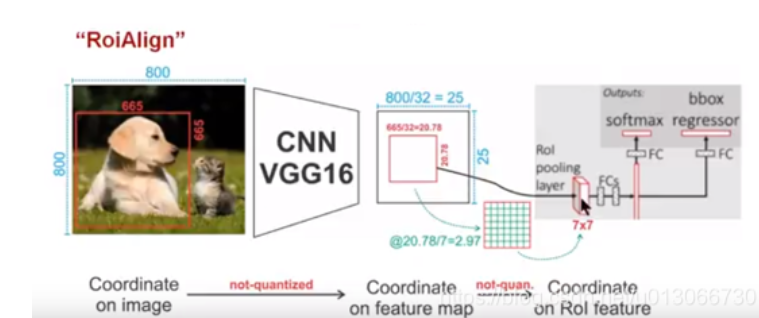 “RoiAlign”
800
800
665
665
CNN
VGG16
800/32 = 25
25
665/32=20.78
20.78
@20.78/7=2.97
RoI
pooling
layer
7x7
FCs
Outputs:
softmax
bbox
regressor
FC
FC
Coordinate
on image
not-quantized
Coordinate
on feature map
not-quan.
Coordinate
on RoI feature